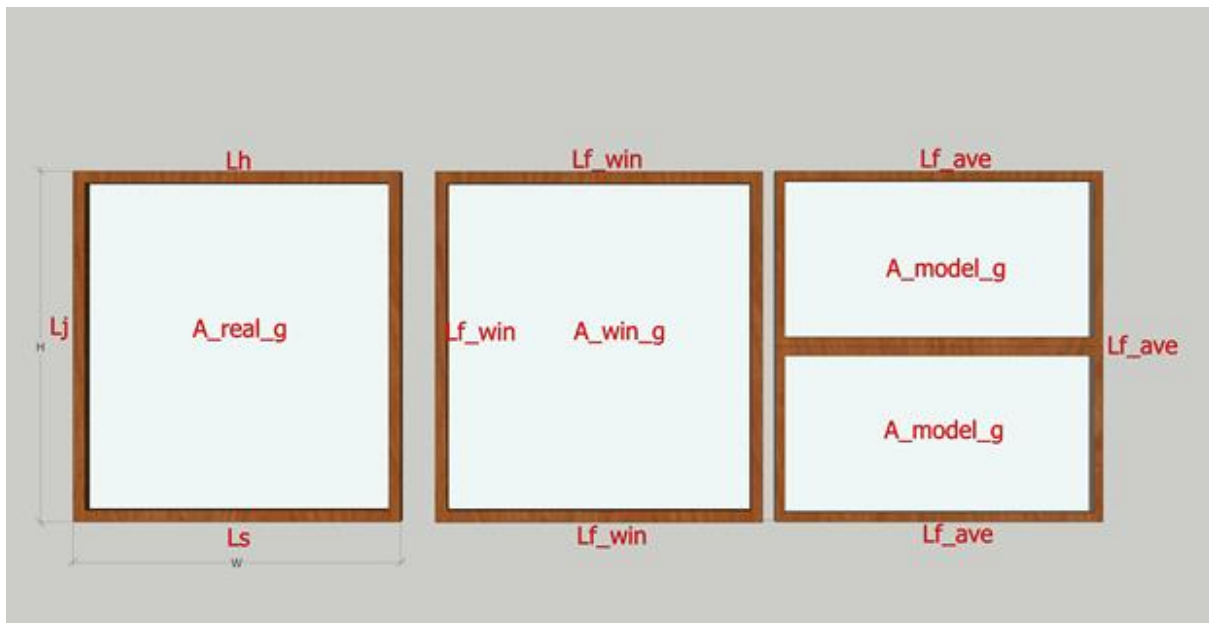 Lh
Lj
H
A_real_g
Ls
W
Lf_win
Lf_win
A_win_g
Lf_win
Lf_ave
A_model_g
Lf_ave
A_model_g
Lf_ave